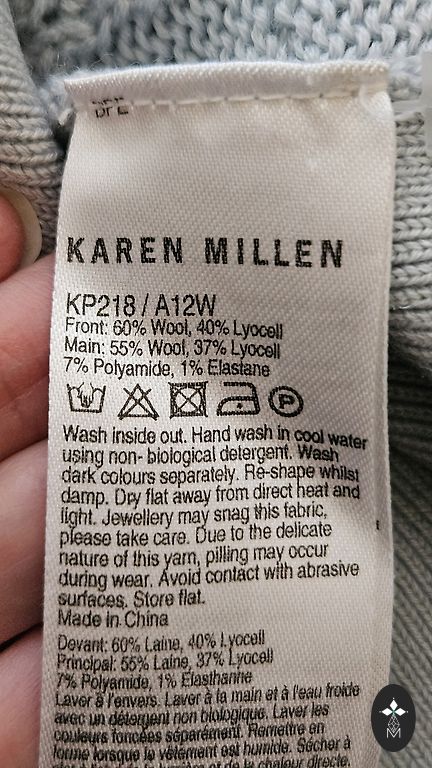 KAREN MILLEN
KP218 / A12W
Front: 60% Wool, 40% Lyocell
Main: 55% Wool, 37% Lyocell
7% Polyamide, 1% Elastane
P
Wash inside out. Hand wash in cool water
using non- biological detergent. Wash
dark colours separately. Re-shape whilst
damp. Dry flat away from direct heat and
light. Jewellery may snag this fabric,
please take care. Due to the delicate
nature of this yarn, pilling may occur
during wear. Avoid contact with abrasive
surfaces. Store flat.
Made in China
Devant: 60% Laine, 40% Lyocell
Principal: 55% Laine, 37% Lyocell
7% Polyamide, 1% Elasthanne
Laver à l'envers. Laver à la main et à l'eau froide
avec un détergent non biologique. Laver les
couleurs foncées séparément. Remettre en
forme lorsque le vêtement est humide. Sécher à
chaleur directe.
M